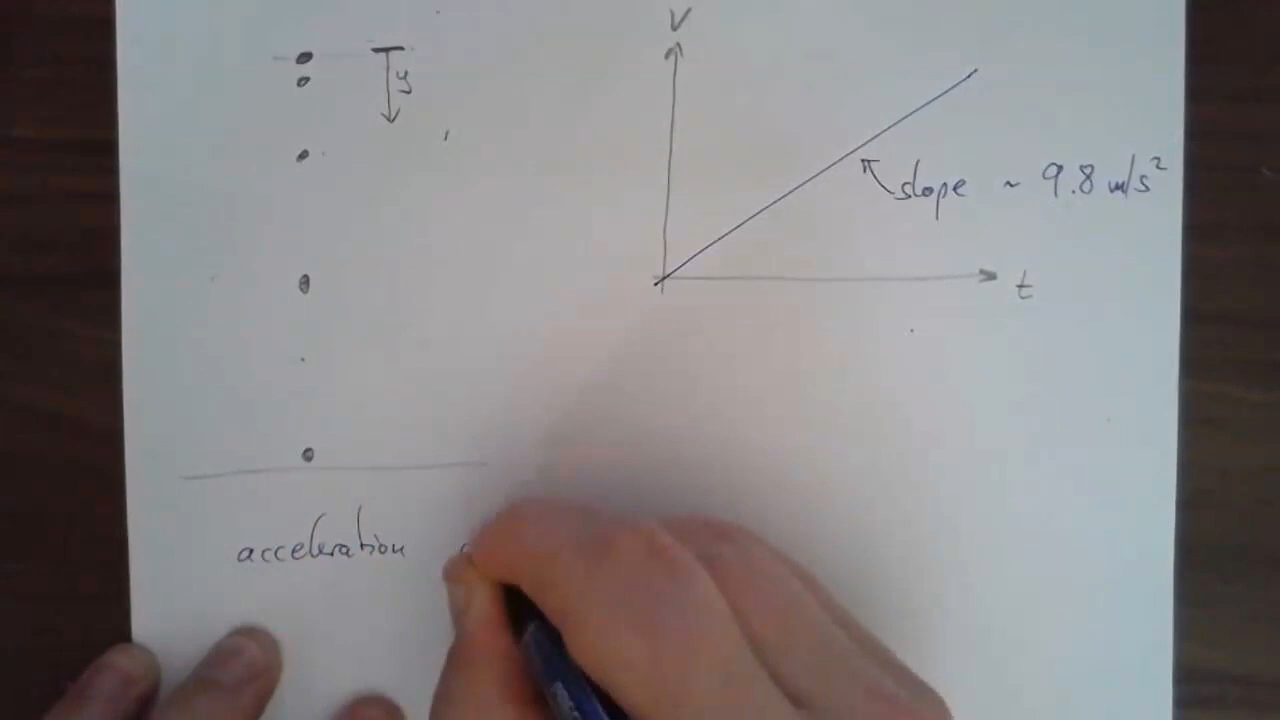 y
V
slope ~ 9.8 m/s²
t
acceleration